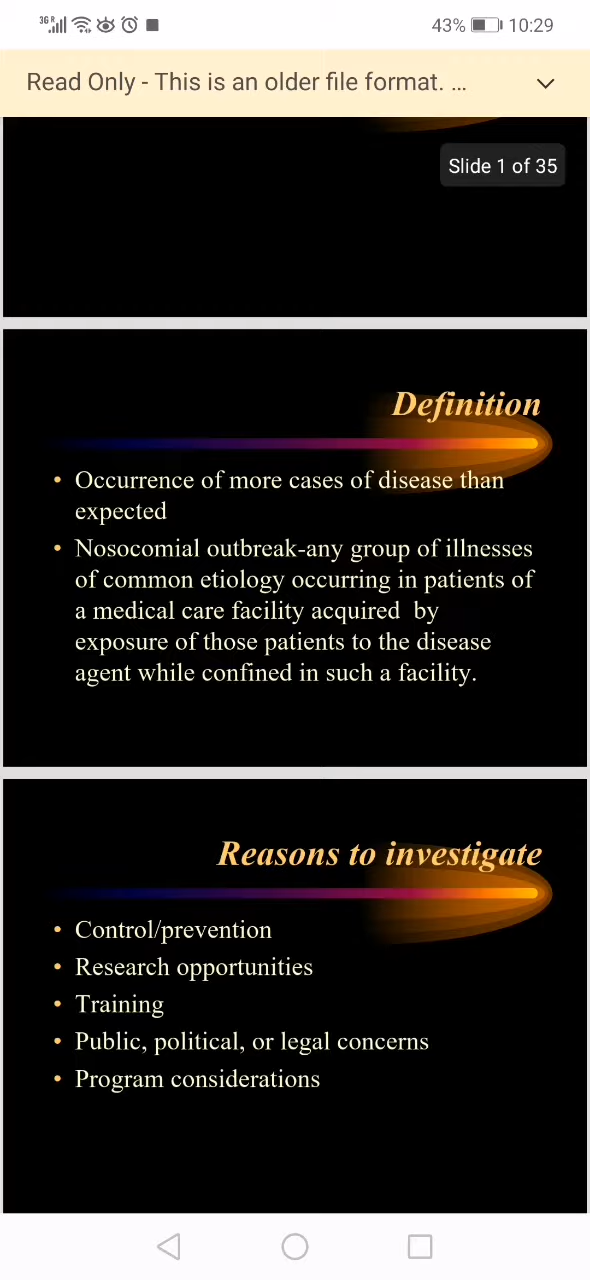 3G R 43% 10:29
Read Only - This is an older file format. ...
Slide 1 of 35
Definition
• Occurrence of more cases of disease than
expected
• Nosocomial outbreak-any group of illnesses
of common etiology occurring in patients of
a medical care facility acquired  by
exposure of those patients to the disease
agent while confined in such a facility.
Reasons to investigate
• Control/prevention
• Research opportunities
• Training
• Public, political, or legal concerns
• Program considerations